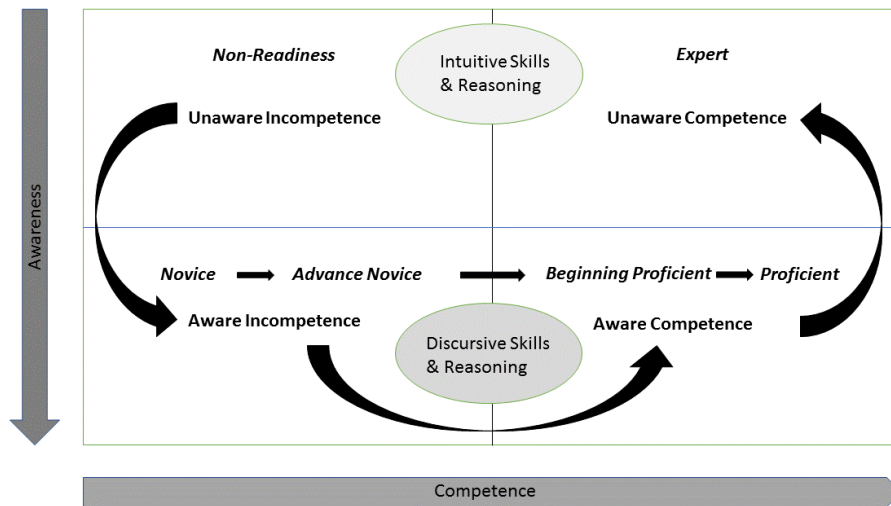 Non-Readiness
Intuitive Skills
& Reasoning
Expert
Unaware Incompetence
Unaware Competence
Awareness
Novice
Advance Novice
Beginning Proficient
Proficient
Aware Incompetence
Aware Competence
Discursive Skills
& Reasoning
Competence